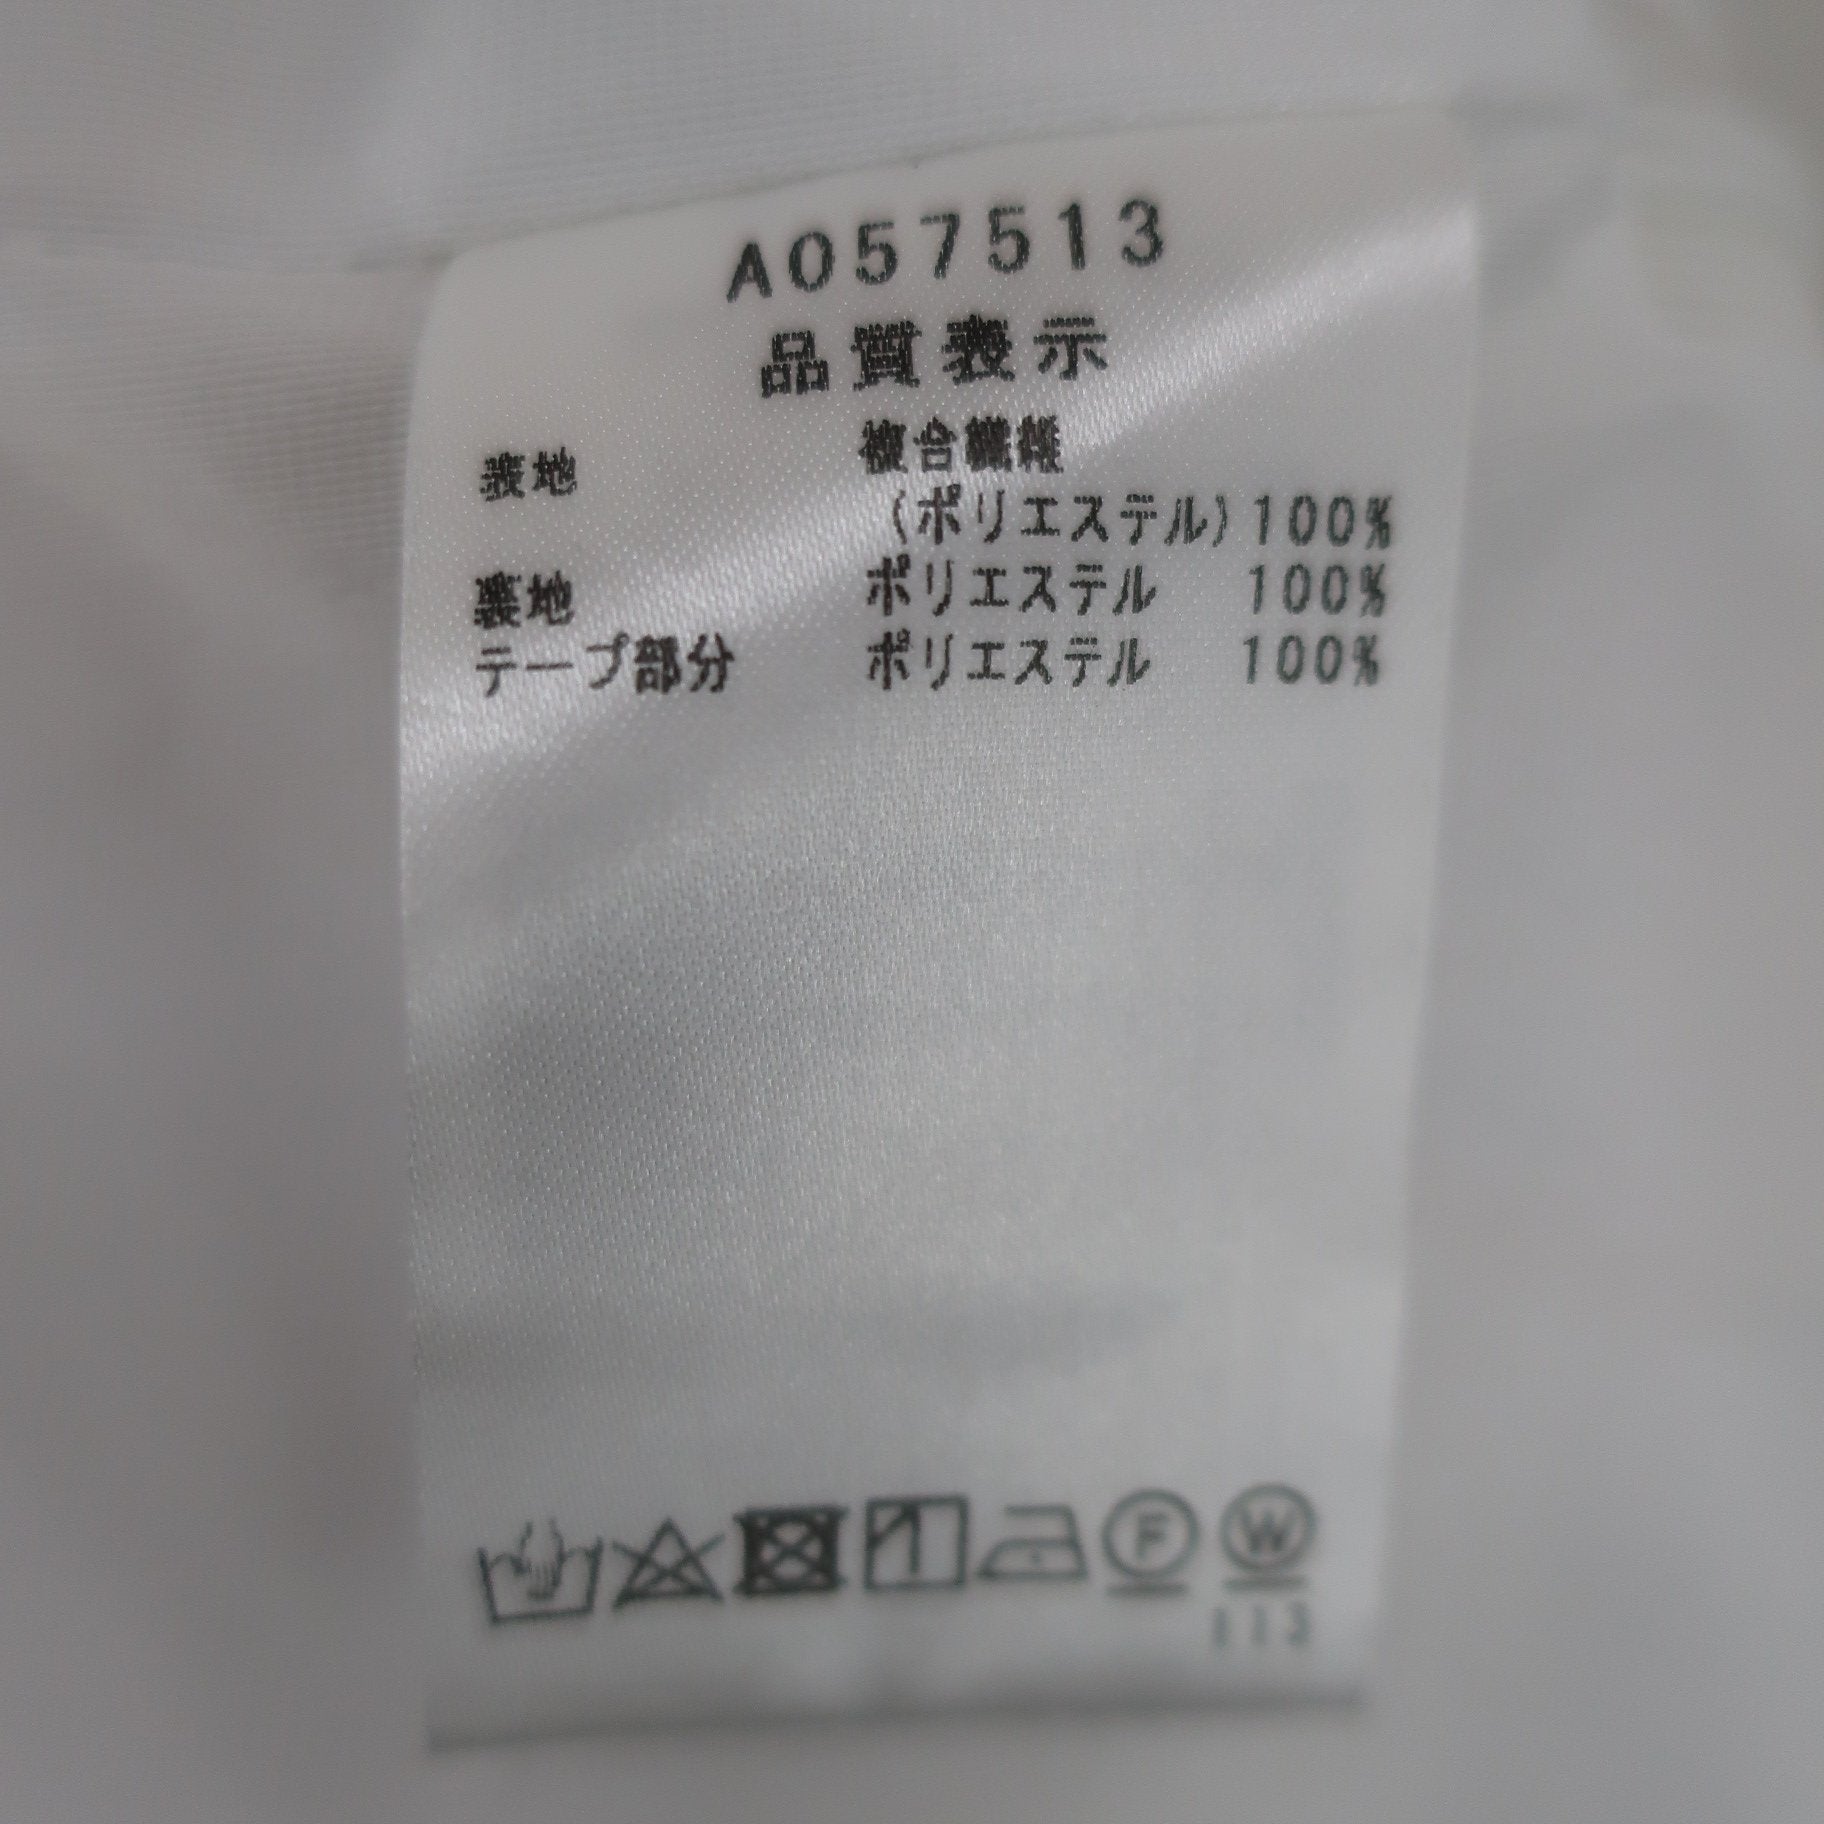 A057513
品質表示
表地 複合繊維
(ポリエステル) 100%
裏地 ポリエステル 100%
テープ部分 ポリエステル 100%
F W
113